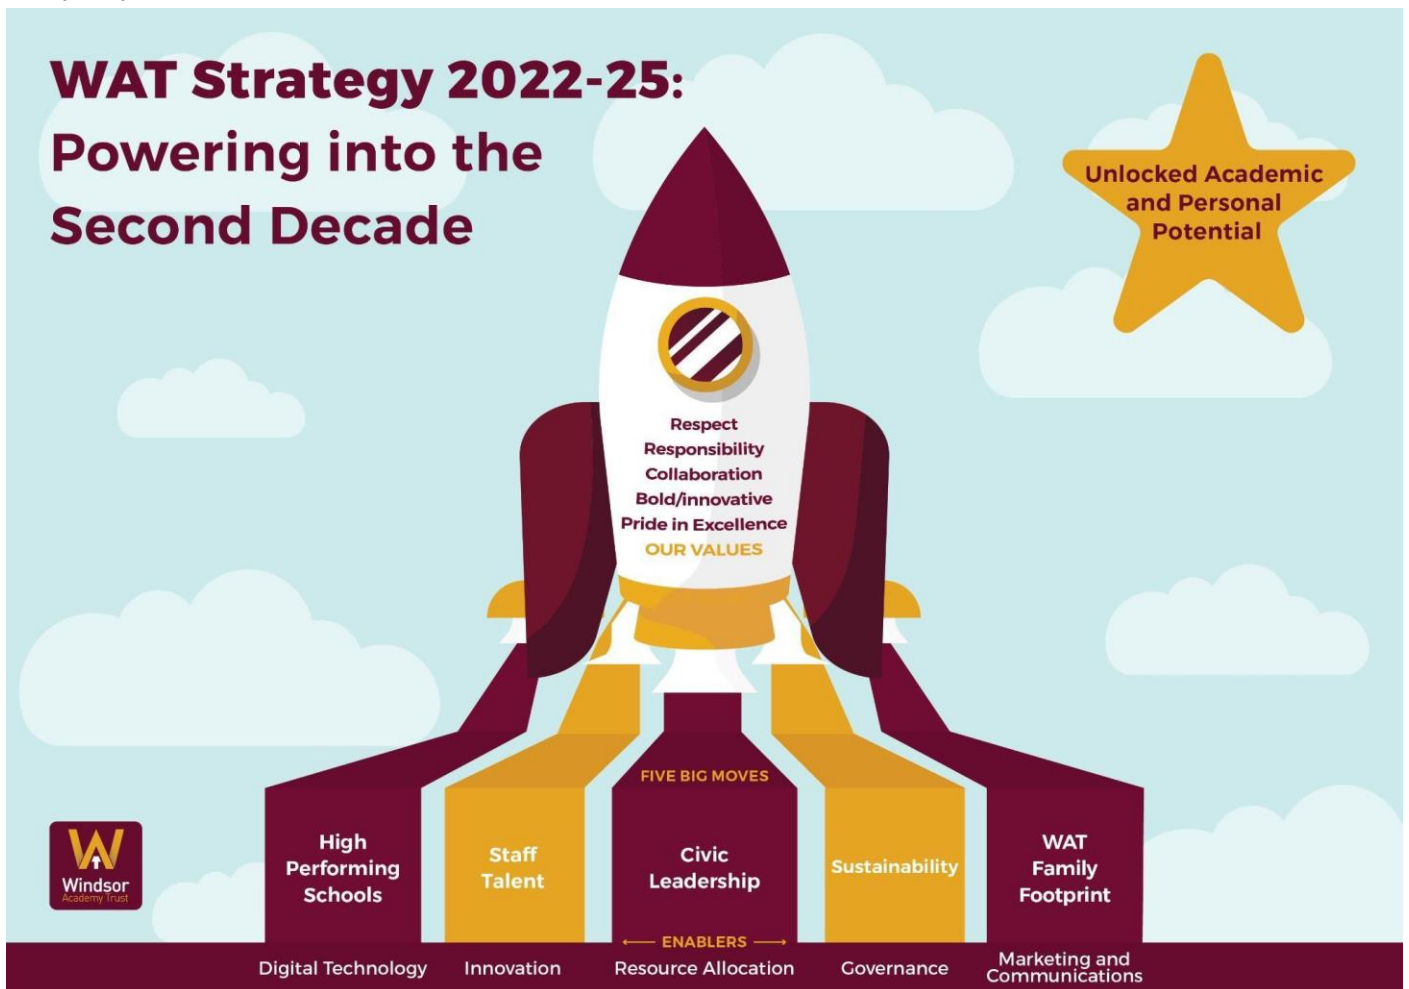 WAT Strategy 2022-25:
Powering into the
Second Decade
Unlocked Academic
and Personal
Potential
Respect
Responsibility
Collaboration
Bold/innovative
Pride in Excellence
OUR VALUES
FIVE BIG MOVES
High
Performing
Schools
Staff
Talent
Civic
Leadership
Sustainability
WAT
Family
Footprint
W
Windsor
Academy Trust
ENABLERS
Digital Technology
Innovation
Resource Allocation
Governance
Marketing and
Communications